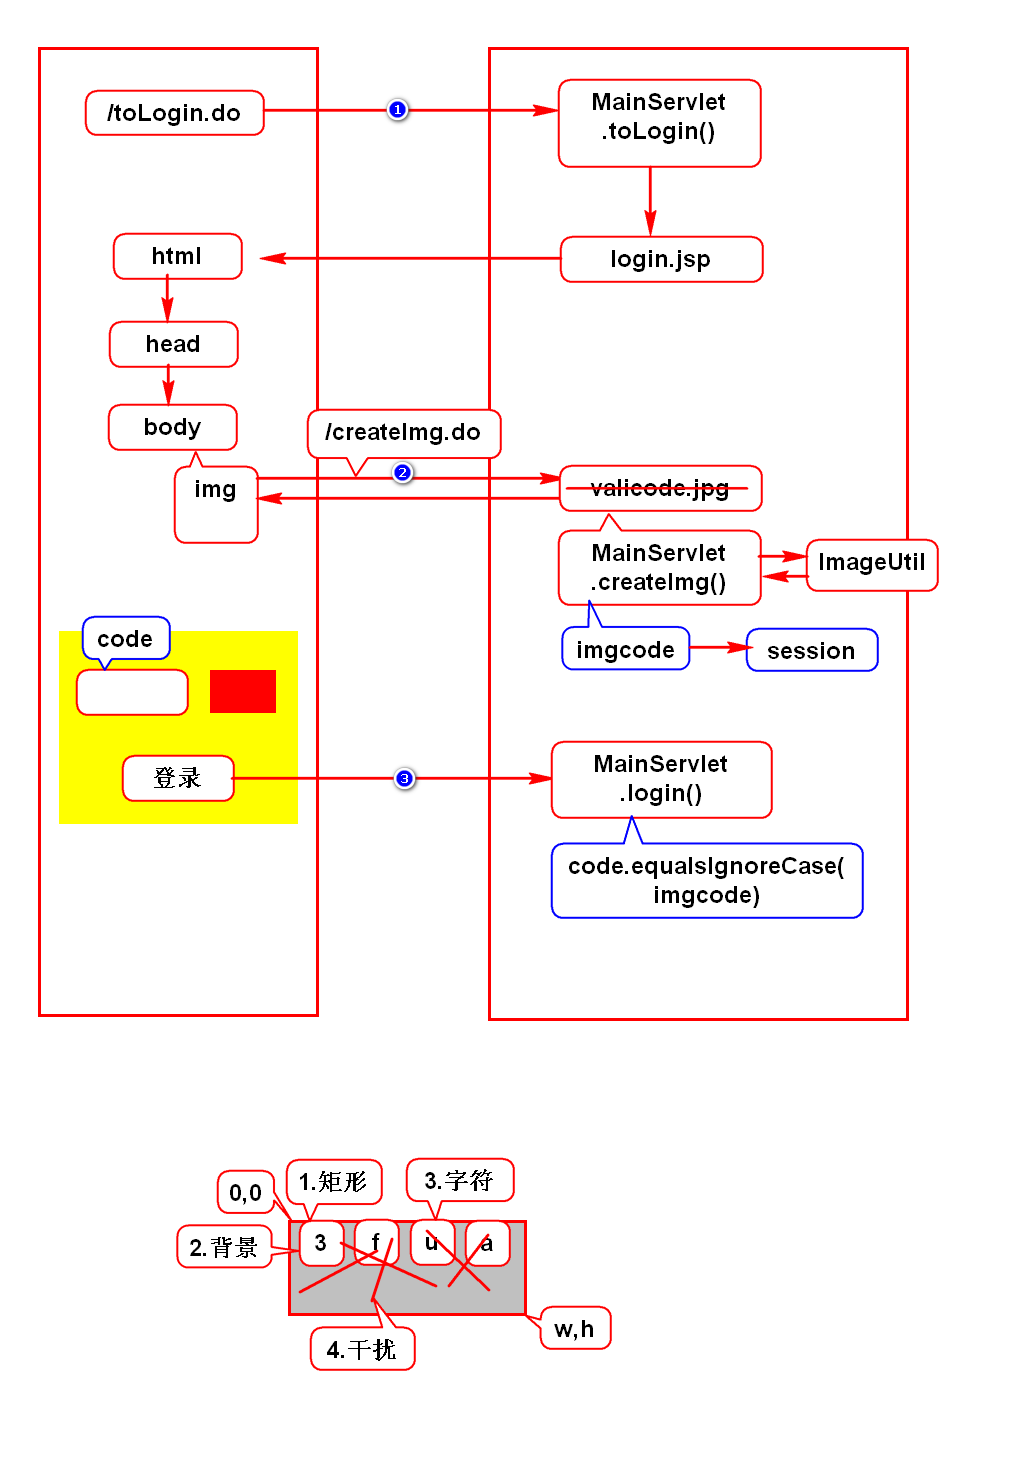 /toLogin.do
1
MainServlet
.toLogin()
html
login.jsp
head
body
/createImg.do
2
img
valicode.jpg
MainServlet
.createImg()
ImageUtil
code
imgcode
session
登录
3
MainServlet
.login()
code.equalsIgnoreCase(
imgcode)
0,0
1.矩形
3.字符
2.背景
3
f
u
a
w,h
4.干扰